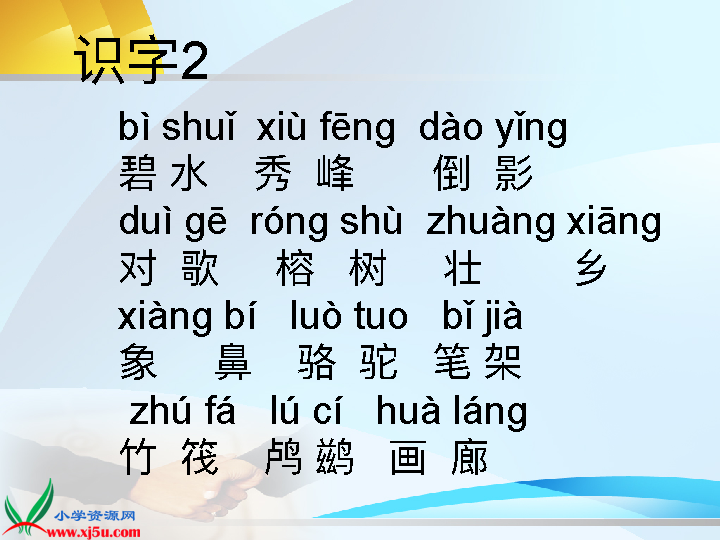 识字2
bì shuǐ xiù fēng dào yǐng
碧 水 秀 峰 倒 影
duì gē róng shù zhuàng xiāng
对 歌 榕 树 壮 乡
xiàng bí luò tuo bǐ jià
象 鼻 骆 驼 笔 架
zhú fá lú cí huà láng
竹 筏 鸬 鹚 画 廊
小学资源网
www.xj5u.com